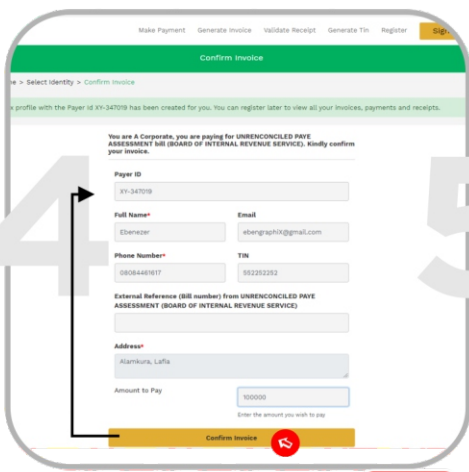 Make Payment Generate Invoice Validate Receipt Generate Tin Register Sign
Confirm Invoice
> Select Identity > Confirm Invoice
profile with the Payer Id XY-347019 has been created for you. You can register later to view all your invoices, payments and receipts.
4
5
You are A Corporate, you are paying for UNRENCONCILED PAYE
ASSESSMENT bill (BOARD OF INTERNAL REVENUE SERVICE). Kindly confirm
your invoice.
Payer ID
XY-347019
Full Name* Email
Ebenezer ebengraphiX@gmail.com
Phone Number* TIN
08064461617 552252252
External Reference (Bill number) from UNRENCONCILED PAYE
ASSESSMENT (BOARD OF INTERNAL REVENUE SERVICE)
Address*
Alamkura, Lafia
Amount to Pay
100000
Enter the amount you wish to pay
Confirm Invoice